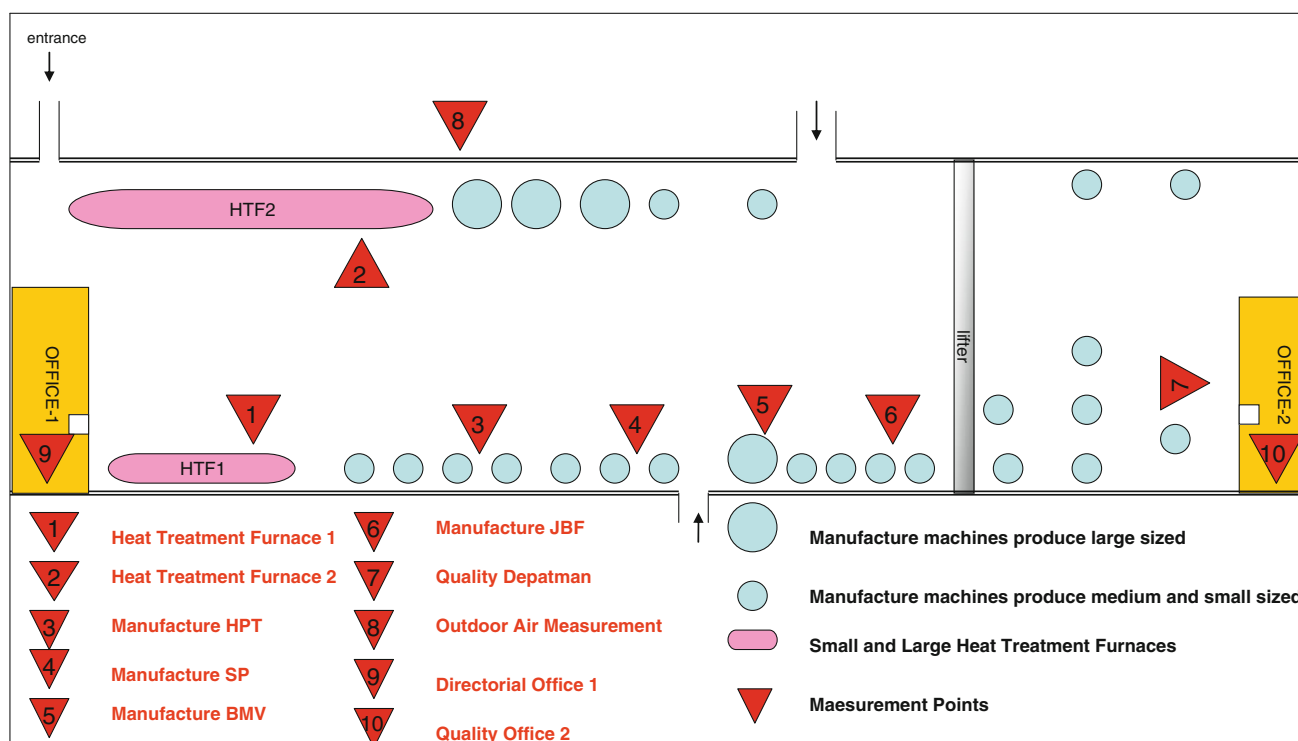 entrance
8
HTF2
2
OFFICE-1
lifter
OFFICE-2
7
1
3
4
5
6
9
HTF1
10
1 Heat Treatment Furnace 1
2 Heat Treatment Furnace 2
3 Manufacture HPT
4 Manufacture SP
5 Manufacture BMV
6 Manufacture JBF
7 Quality Depatman
8 Outdoor Air Measurement
9 Directorial Office 1
10 Quality Office 2
Manufacture machines produce large sized
Manufacture machines produce medium and small sized
Small and Large Heat Treatment Furnaces
Maesurement Points